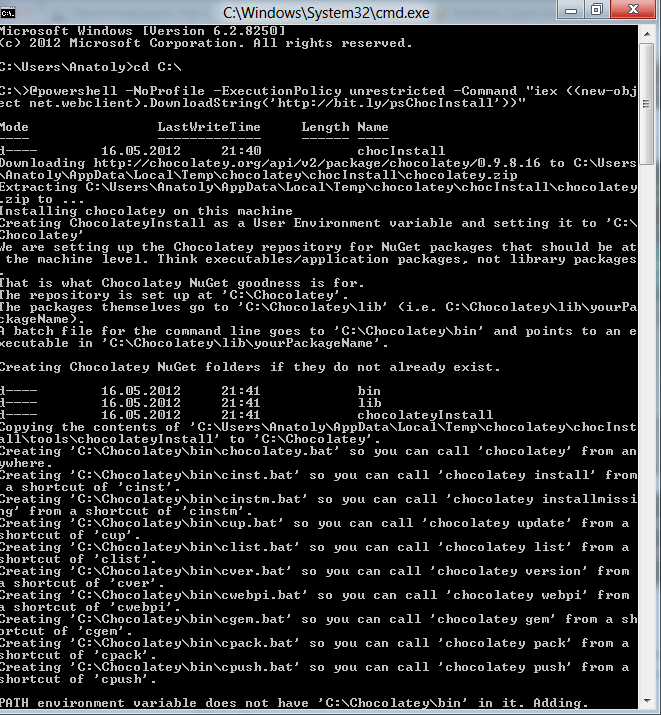 C:\Windows\System32\cmd.exe
Microsoft Windows [Version 6.2.8250]
(c) 2012 Microsoft Corporation. All rights reserved.
C:\Users\Anatoly>cd C:\
C:\>@powershell -NoProfile -ExecutionPolicy unrestricted -Command "iex ((new-obj
ect net.webclient).DownloadString('http://bit.ly/psChocInstall'))"
Mode                LastWriteTime     Length Name
----                -------------     ------ ----
d----        16.05.2012     21:40            chocInstall
Downloading http://chocolatey.org/api/v2/package/chocolatey/0.9.8.16 to C:\Users
\Anatoly\AppData\Local\Temp\chocolatey\chocInstall\chocolatey.zip
Extracting C:\Users\Anatoly\AppData\Local\Temp\chocolatey\chocInstall\chocolatey
.zip to ...
Installing chocolatey on this machine
Creating ChocolateyInstall as a User Environment variable and setting it to 'C:\
Chocolatey'
We are setting up the Chocolatey repository for NuGet packages that should be at
 the machine level. Think executables/application packages, not library packages
.
That is what Chocolatey NuGet goodness is for.
The repository is set up at 'C:\Chocolatey'.
The packages themselves go to 'C:\Chocolatey\lib' (i.e. C:\Chocolatey\lib\yourPa
ckageName).
A batch file for the command line goes to 'C:\Chocolatey\bin' and points to an e
xecutable in 'C:\Chocolatey\lib\yourPackageName'.
Creating Chocolatey NuGet folders if they do not already exist.
d----        16.05.2012     21:41            bin
d----        16.05.2012     21:41            lib
d----        16.05.2012     21:41            chocolateyInstall
Copying the contents of 'C:\Users\Anatoly\AppData\Local\Temp\chocolatey\chocInst
all\tools\chocolateyInstall' to 'C:\Chocolatey'.
Creating 'C:\Chocolatey\bin\chocolatey.bat' so you can call 'chocolatey' from an
ywhere.
Creating 'C:\Chocolatey\bin\cinst.bat' so you can call 'chocolatey install' from
 a shortcut of 'cinst'.
Creating 'C:\Chocolatey\bin\cinstm.bat' so you can call 'chocolatey installmissi
ng' from a shortcut of 'cinstm'.
Creating 'C:\Chocolatey\bin\cup.bat' so you can call 'chocolatey update' from a
shortcut of 'cup'.
Creating 'C:\Chocolatey\bin\clist.bat' so you can call 'chocolatey list' from a
shortcut of 'clist'.
Creating 'C:\Chocolatey\bin\cver.bat' so you can call 'chocolatey version' from
a shortcut of 'cver'.
Creating 'C:\Chocolatey\bin\cwebpi.bat' so you can call 'chocolatey webpi' from
a shortcut of 'cwebpi'.
Creating 'C:\Chocolatey\bin\cgem.bat' so you can call 'chocolatey gem' from a sh
ortcut of 'cgem'.
Creating 'C:\Chocolatey\bin\cpack.bat' so you can call 'chocolatey pack' from a
shortcut of 'cpack'.
Creating 'C:\Chocolatey\bin\cpush.bat' so you can call 'chocolatey push' from a
shortcut of 'cpush'.
PATH environment variable does not have 'C:\Chocolatey\bin' in it. Adding.